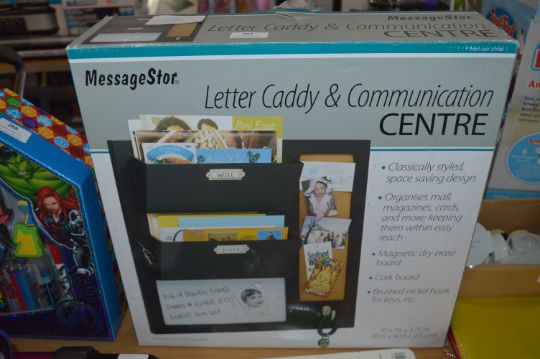 MessageStor
Letter Caddy & Communication
CENTRE
MessageStor
Letter Caddy & Communication
CENTRE
Real Estate
WILL
• Classically styled,
space saving design
• Organises mail,
magazines, cards,
and more; keeping
them within easy
reach
• Magnetic dry erase
board
• Cork board
• Brushed nickel hook
for keys, etc.